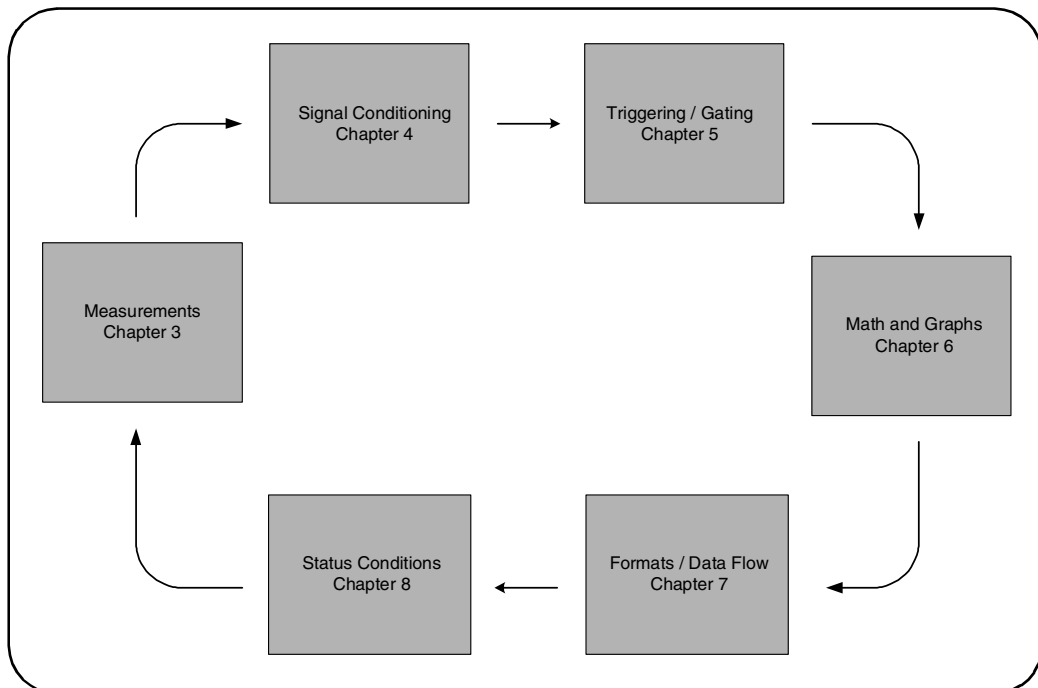 Signal Conditioning
Chapter 4
Triggering / Gating
Chapter 5
Measurements
Chapter 3
Math and Graphs
Chapter 6
Status Conditions
Chapter 8
Formats / Data Flow
Chapter 7